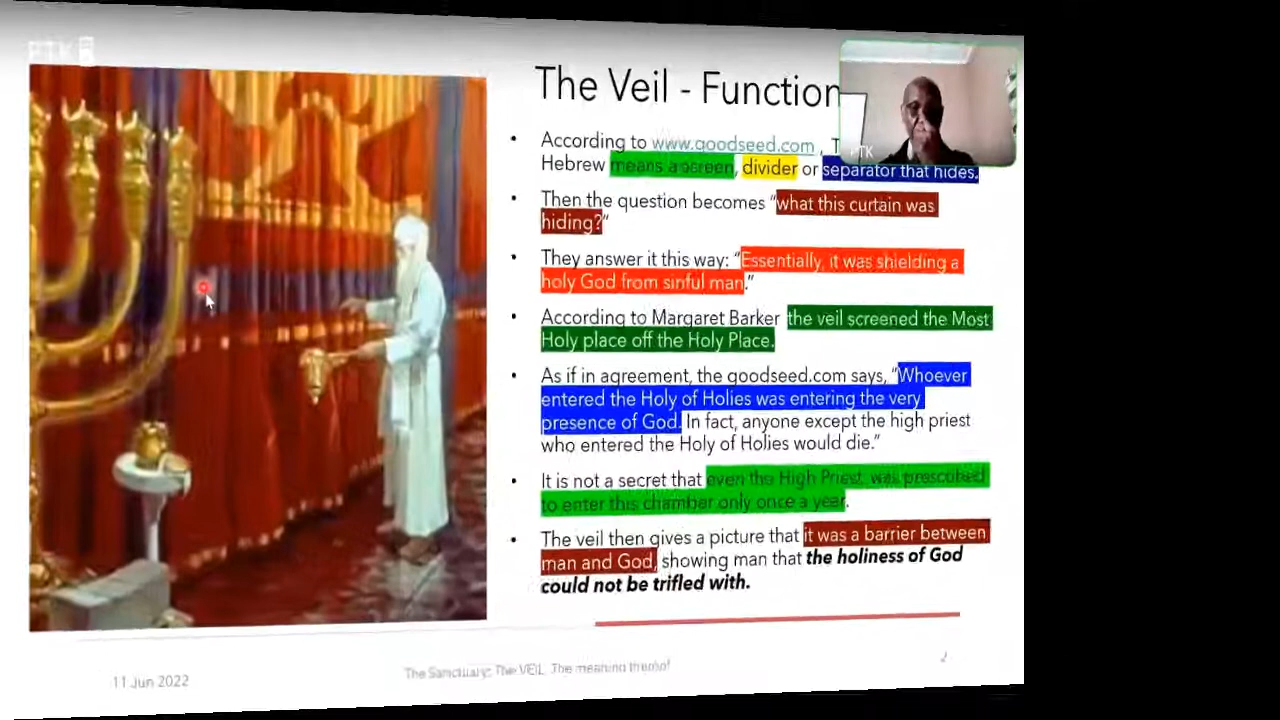 PTK
The Veil - Function
• According to www.goodseed.com , T
Hebrew means a screen, divider or separator that hides.
• Then the question becomes “what this curtain was
hiding?”
• They answer it this way: “Essentially, it was shielding a
holy God from sinful man.”
• According to Margaret Barker the veil screened the Most
Holy place off the Holy Place.
• As if in agreement, the goodseed.com says, “Whoever
entered the Holy of Holies was entering the very
presence of God. In fact, anyone except the high priest
who entered the Holy of Holies would die.”
• It is not a secret that even the High Priest, was prescribed
to enter this chamber only once a year.
• The veil then gives a picture that it was a barrier between
man and God, showing man that the holiness of God
could not be trifled with.
11 Jun 2022
The Sanctuary: The VEIL. The meaning thereof